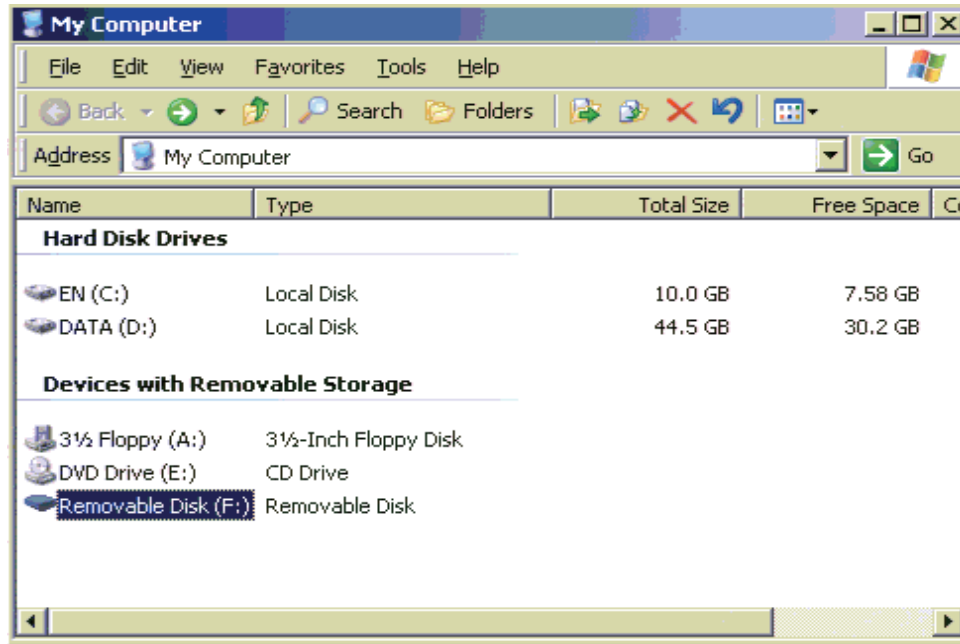 My Computer
File Edit View Favorites Tools Help
Back Search Folders
Address My Computer Go
Name Type Total Size Free Space
Hard Disk Drives
EN (C:) Local Disk 10.0 GB 7.58 GB
DATA (D:) Local Disk 44.5 GB 30.2 GB
Devices with Removable Storage
3½ Floppy (A:) 3½-Inch Floppy Disk
DVD Drive (E:) CD Drive
Removable Disk (F:) Removable Disk